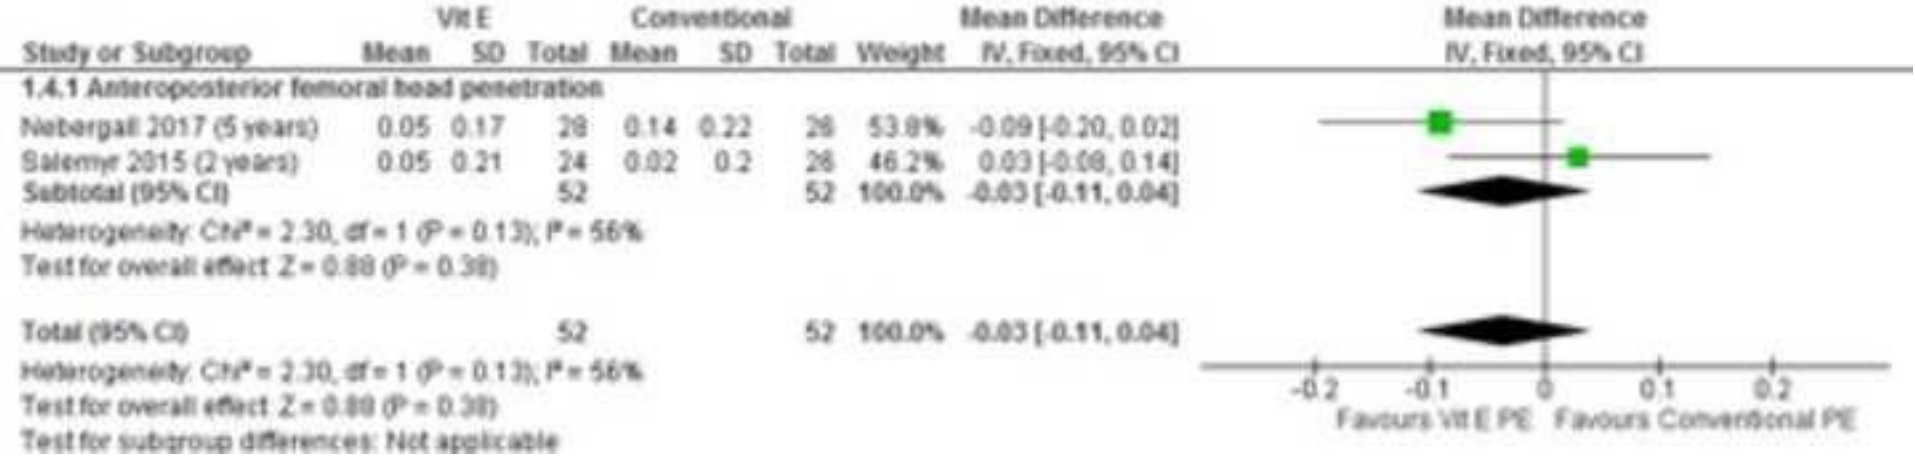 Vit E Conventional Mean Difference Mean Difference
Study or Subgroup Mean SD Total Mean SD Total Weight IV, Fixed, 95% CI IV, Fixed, 95% CI
1.4.1 Anteroposterior femoral head penetration
Nebergall 2017 (5 years) 0.05 0.17 28 0.14 0.22 26 53.8% -0.09 [-0.20, 0.02]
Salemyr 2015 (2 years) 0.05 0.21 24 0.02 0.2 26 46.2% 0.03 [-0.08, 0.14]
Subtotal (95% CI) 52 52 100.0% -0.03 [-0.11, 0.04]
Heterogeneity: Chi² = 2.30, df = 1 (P = 0.13); I² = 56%
Test for overall effect: Z = 0.88 (P = 0.38)
Total (95% CI) 52 52 100.0% -0.03 [-0.11, 0.04]
Heterogeneity: Chi² = 2.30, df = 1 (P = 0.13); I² = 56%
Test for overall effect: Z = 0.88 (P = 0.38)
Test for subgroup differences: Not applicable
-0.2 -0.1 0 0.1 0.2
Favours Vit E PE Favours Conventional PE